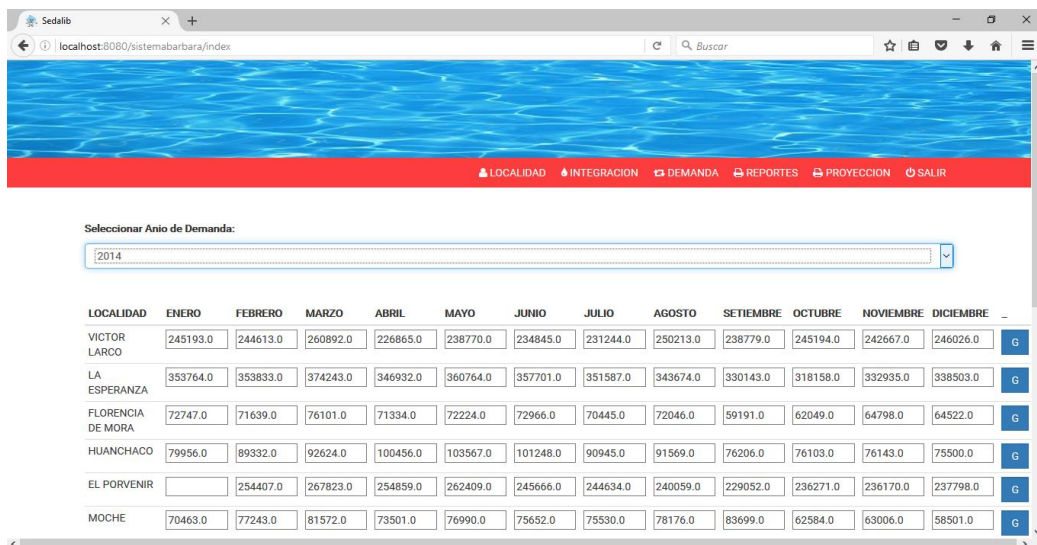 Sedalib
localhost:8080/sistemabarbara/index
Buscar
LOCALIDAD INTEGRACION DEMANDA REPORTES PROYECCION SALIR
Seleccionar Anio de Demanda:
2014
LOCALIDAD ENERO FEBRERO MARZO ABRIL MAYO JUNIO JULIO AGOSTO SETIEMBRE OCTUBRE NOVIEMBRE DICIEMBRE _
VICTOR LARCO 245193.0 244613.0 260892.0 226865.0 238770.0 234845.0 231244.0 250213.0 238779.0 245194.0 242667.0 246026.0 G
LA ESPERANZA 353764.0 353833.0 374243.0 346932.0 360764.0 357701.0 351587.0 343674.0 330143.0 318158.0 332935.0 338503.0 G
FLORENCIA DE MORA 72747.0 71639.0 76101.0 71334.0 72224.0 72966.0 70445.0 72046.0 59191.0 62049.0 64798.0 64522.0 G
HUANCHACO 79956.0 89332.0 92624.0 100456.0 103567.0 101248.0 90945.0 91569.0 76206.0 76103.0 76143.0 75500.0 G
EL PORVENIR 254407.0 267823.0 254859.0 262409.0 245666.0 244634.0 240059.0 229052.0 236271.0 236170.0 237798.0 G
MOCHE 70463.0 77243.0 81572.0 73501.0 76990.0 75652.0 75530.0 78176.0 83699.0 62584.0 63006.0 58501.0 G